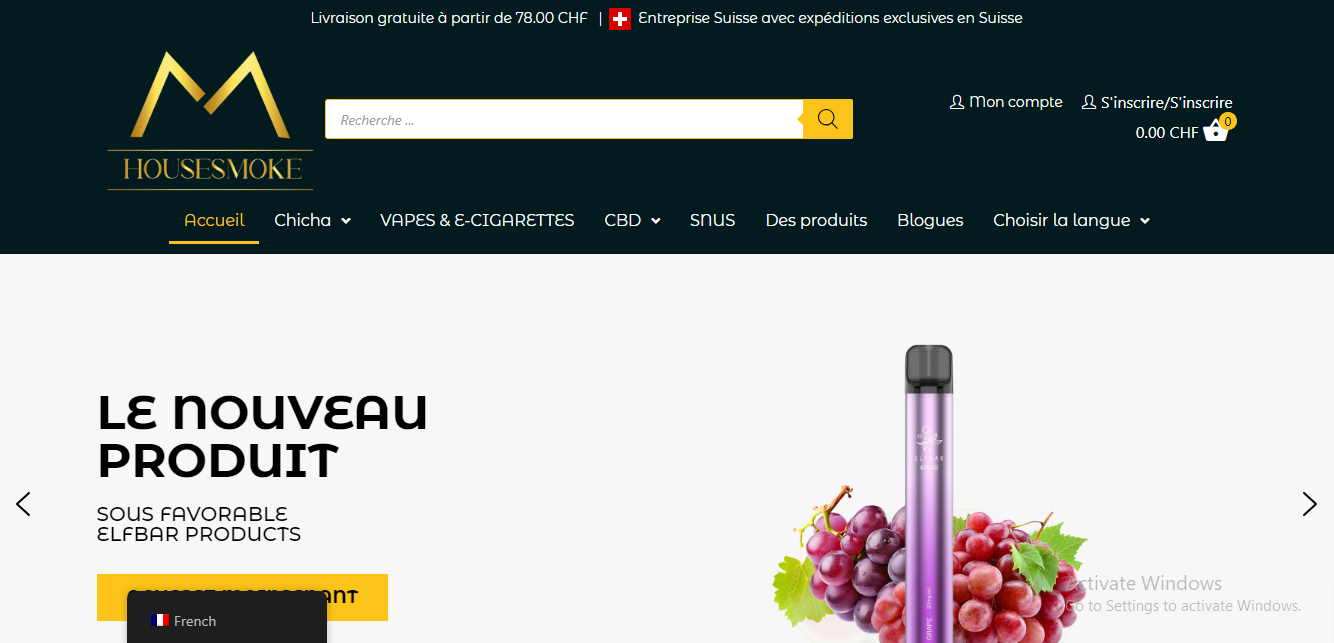 Livraison gratuite à partir de 78.00 CHF | Entreprise Suisse avec expéditions exclusives en Suisse
HOUSESMOKE
Recherche ...
Mon compte S'inscrire/S'inscrire
0.00 CHF 0
Accueil Chicha VAPES & E-CIGARETTES CBD SNUS Des produits Blogues Choisir la langue
LE NOUVEAU
PRODUIT
SOUS FAVORABLE
ELFBAR PRODUCTS
ELFBAR
GRAPE 20mg/ml
French
Activate Windows
Go to Settings to activate Windows.